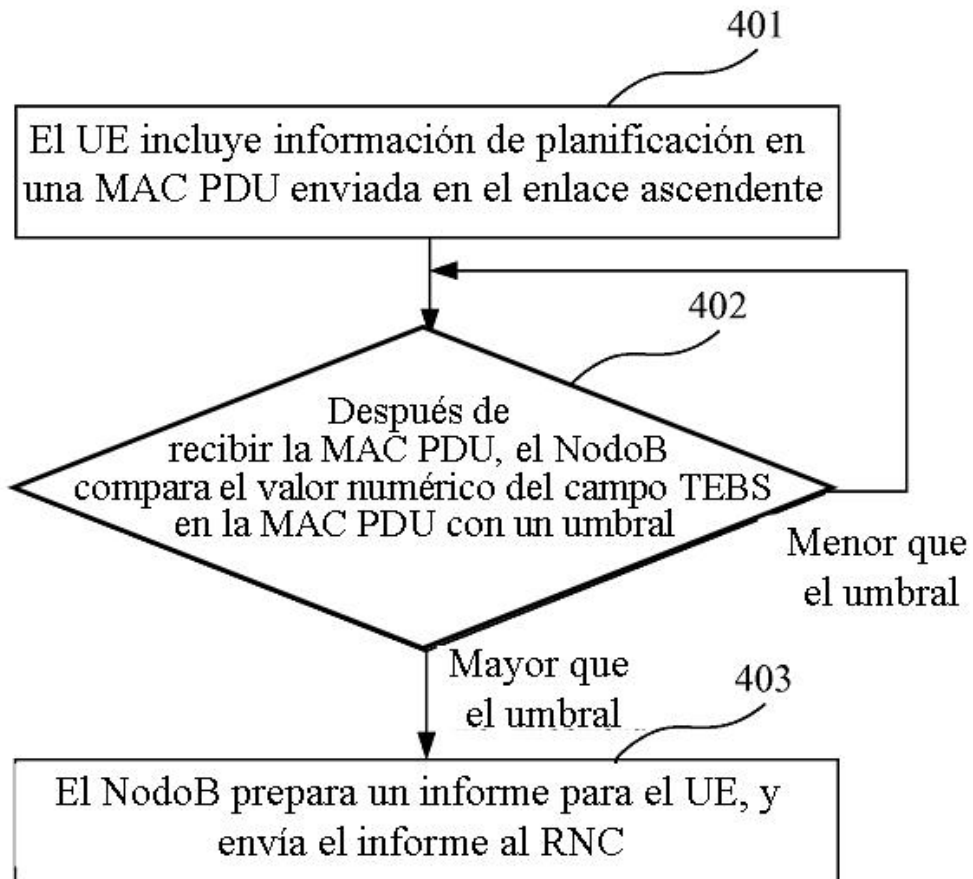 401
El UE incluye información de planificación en
una MAC PDU enviada en el enlace ascendente
402
Después de
recibir la MAC PDU, el NodoB
compara el valor numérico del campo TEBS
en la MAC PDU con un umbral
Menor que
el umbral
Mayor que
el umbral
403
El NodoB prepara un informe para el UE, y
envía el informe al RNC